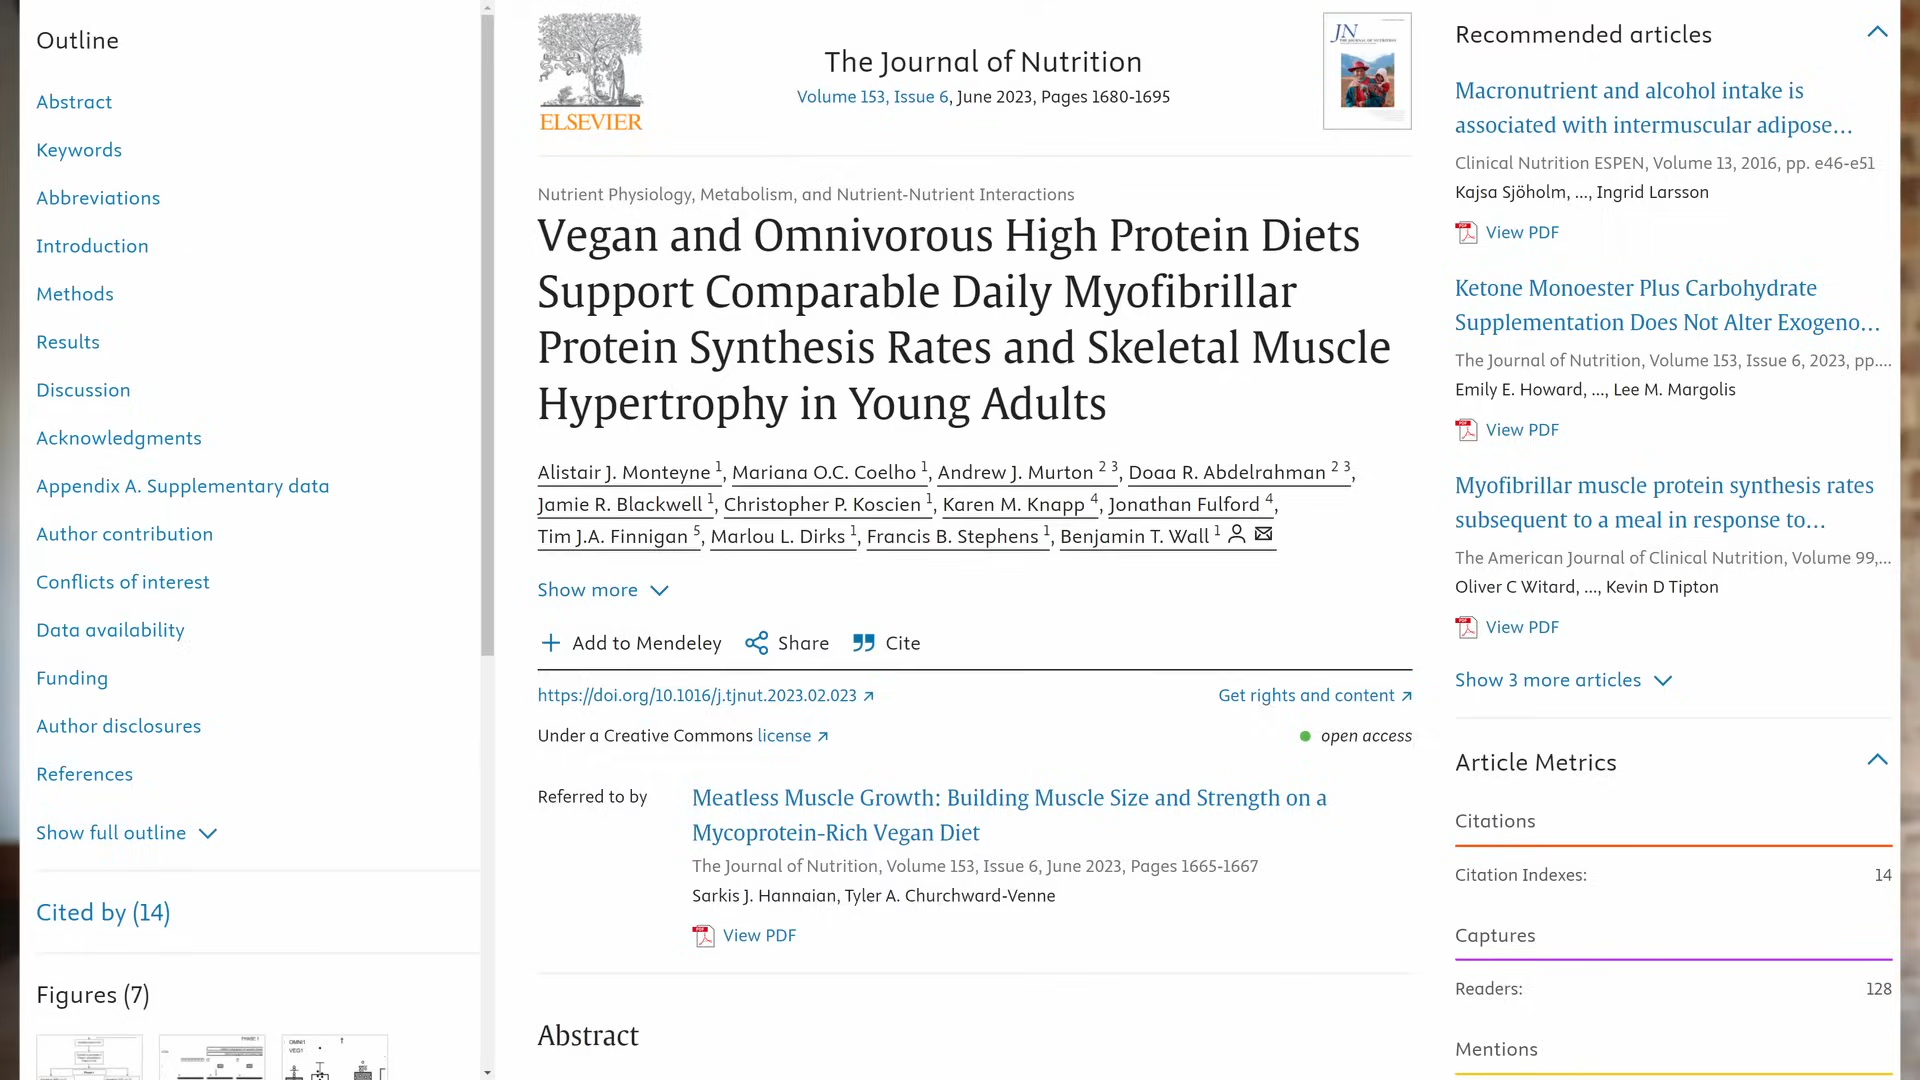 Outline
Abstract
Keywords
Abbreviations
Introduction
Methods
Results
Discussion
Acknowledgments
Appendix A. Supplementary data
Author contribution
Conflicts of interest
Data availability
Funding
Author disclosures
References
Show full outline
Cited by (14)
Figures (7)
PHASE 1
OMNI1
VEG1
ELSEVIER
The Journal of Nutrition
Volume 153, Issue 6, June 2023, Pages 1680-1695
JN
Nutrient Physiology, Metabolism, and Nutrient-Nutrient Interactions
Vegan and Omnivorous High Protein Diets
Support Comparable Daily Myofibrillar
Protein Synthesis Rates and Skeletal Muscle
Hypertrophy in Young Adults
Alistair J. Monteyne 1, Mariana O.C. Coelho 1, Andrew J. Murton 2 3, Doaa R. Abdelrahman 2 3,
Jamie R. Blackwell 1, Christopher P. Koscien 1, Karen M. Knapp 4, Jonathan Fulford 4,
Tim J.A. Finnigan 5, Marlou L. Dirks 1, Francis B. Stephens 1, Benjamin T. Wall 1
Show more
Add to Mendeley Share Cite
https://doi.org/10.1016/j.tjnut.2023.02.023 Get rights and content
Under a Creative Commons license open access
Referred to by
Meatless Muscle Growth: Building Muscle Size and Strength on a
Mycoprotein-Rich Vegan Diet
The Journal of Nutrition, Volume 153, Issue 6, June 2023, Pages 1665-1667
Sarkis J. Hannaian, Tyler A. Churchward-Venne
View PDF
Abstract
Recommended articles
Macronutrient and alcohol intake is
associated with intermuscular adipose...
Clinical Nutrition ESPEN, Volume 13, 2016, pp. e46-e51
Kajsa Sjöholm, ..., Ingrid Larsson
View PDF
Ketone Monoester Plus Carbohydrate
Supplementation Does Not Alter Exogeno...
The Journal of Nutrition, Volume 153, Issue 6, 2023, pp....
Emily E. Howard, ..., Lee M. Margolis
View PDF
Myofibrillar muscle protein synthesis rates
subsequent to a meal in response to...
The American Journal of Clinical Nutrition, Volume 99,...
Oliver C Witard, ..., Kevin D Tipton
View PDF
Show 3 more articles
Article Metrics
Citations
Citation Indexes: 14
Captures
Readers: 128
Mentions